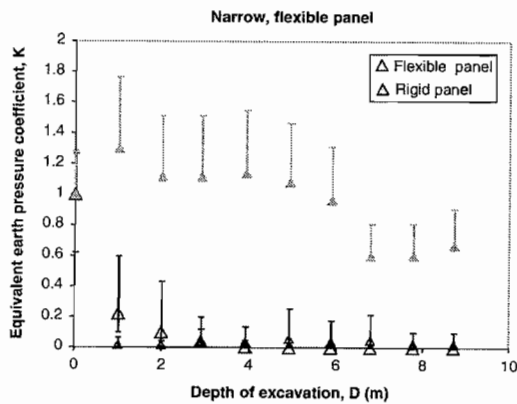 Narrow, flexible panel
Equivalent earth pressure coefficient, K
2
1.8
1.6
1.4
1.2
1
0.8
0.6
0.4
0.2
0
Flexible panel
Rigid panel
0 2 4 6 8 10
Depth of excavation, D (m)